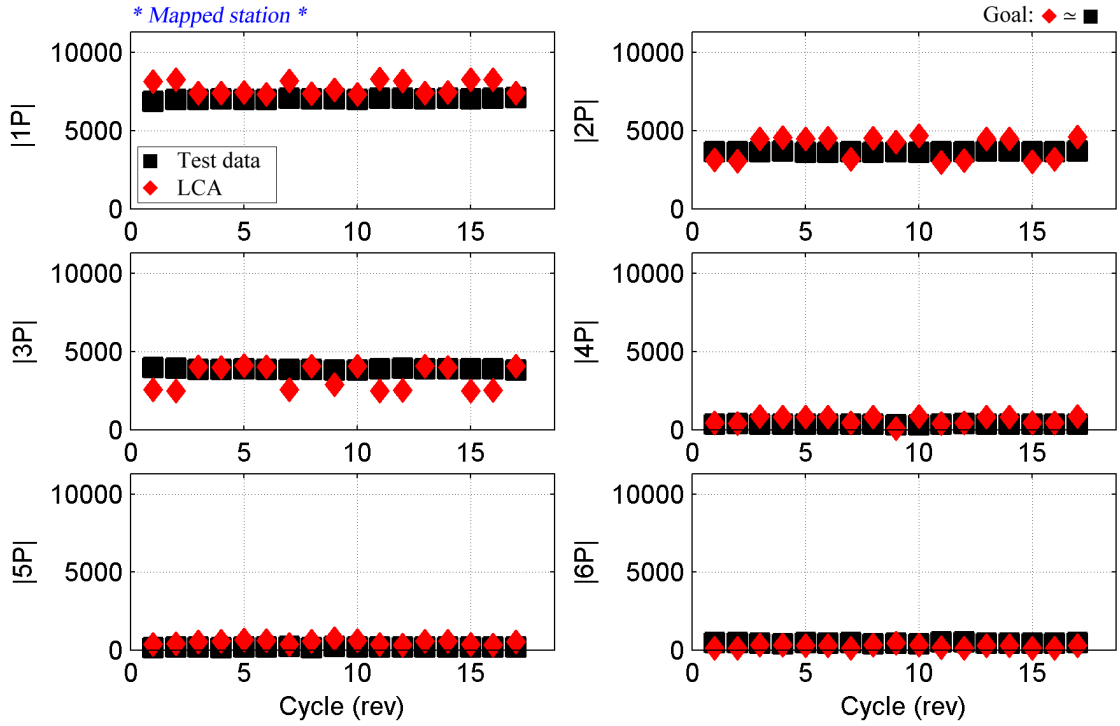 * Mapped station *
Goal: ♦ ≃ ■
|1P|
10000
5000
0
0 5 10 15
Test data
LCA
|2P|
10000
5000
0
0 5 10 15
|3P|
10000
5000
0
0 5 10 15
|4P|
10000
5000
0
0 5 10 15
|5P|
10000
5000
0
0 5 10 15
Cycle (rev)
|6P|
10000
5000
0
0 5 10 15
Cycle (rev)